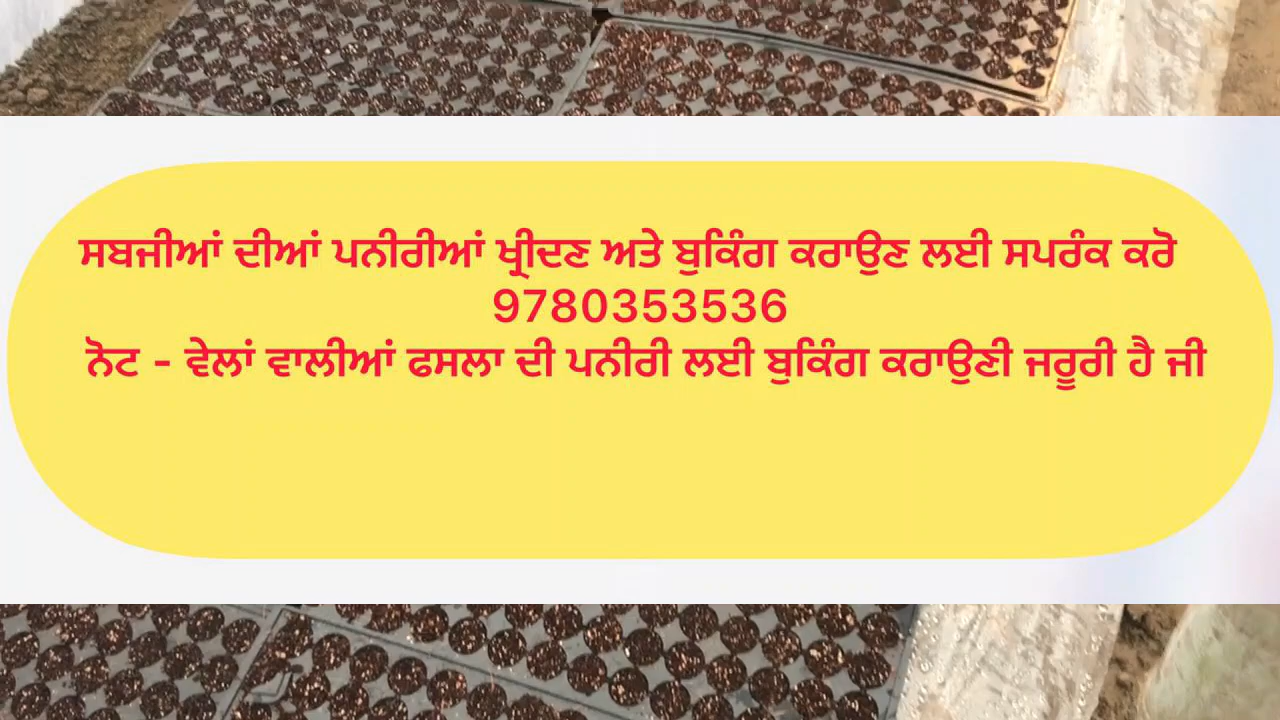 ਸਬਜੀਆਂ ਦੀਆਂ ਪਨੀਰੀਆਂ ਖ੍ਰੀਦਣ ਅਤੇ ਬੁਕਿੰਗ ਕਰਾਉਣ ਲਈ ਸਪਰੰਕ ਕਰੋ
9780353536
ਨੋਟ - ਵੇਲਾਂ ਵਾਲੀਆਂ ਫਸਲਾ ਦੀ ਪਨੀਰੀ ਲਈ ਬੁਕਿੰਗ ਕਰਾਉਣੀ ਜਰੂਰੀ ਹੈ ਜੀ